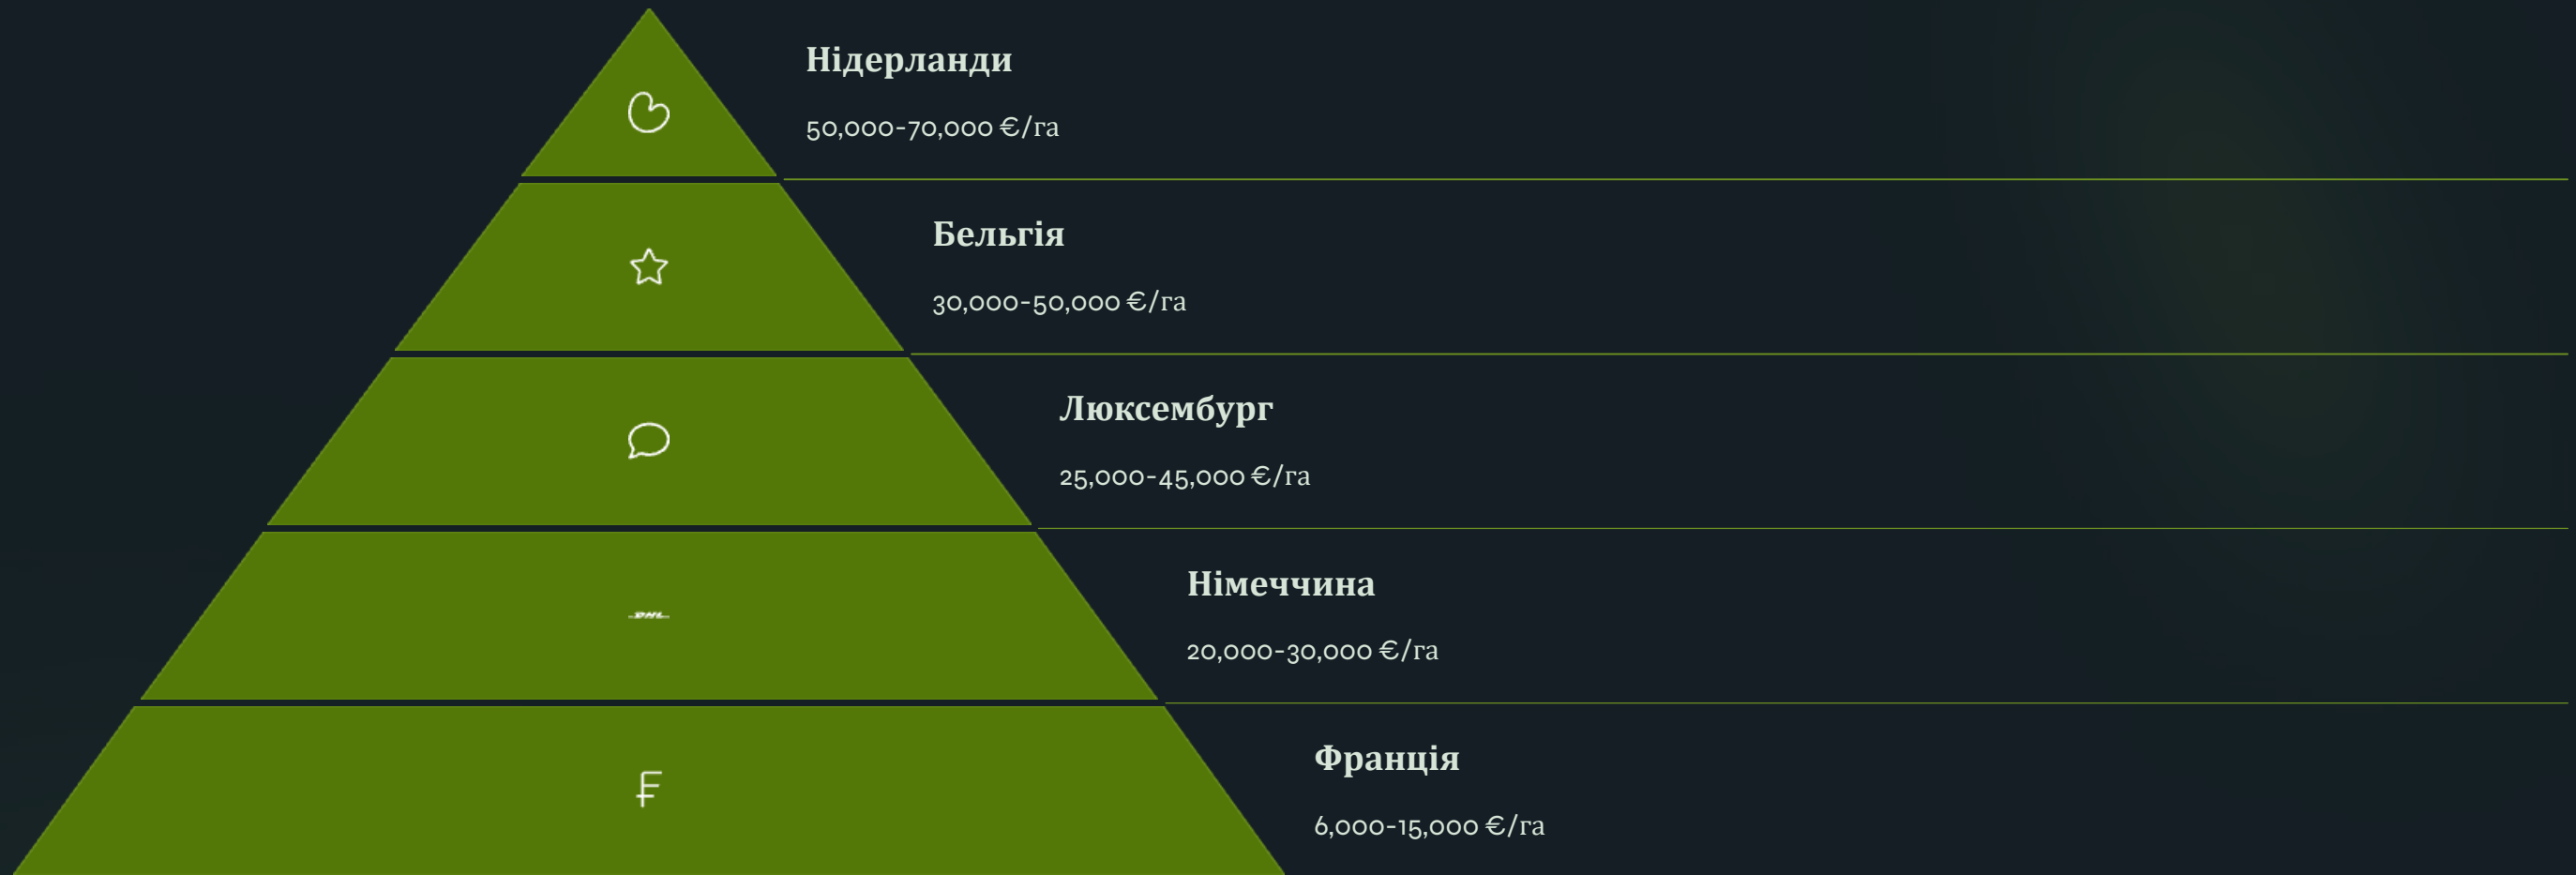 Нідерланди
50,000-70,000 €/га
Бельгія
30,000-50,000 €/га
Люксембург
25,000-45,000 €/га
Німеччина
20,000-30,000 €/га
DHL
Франція
6,000-15,000 €/га